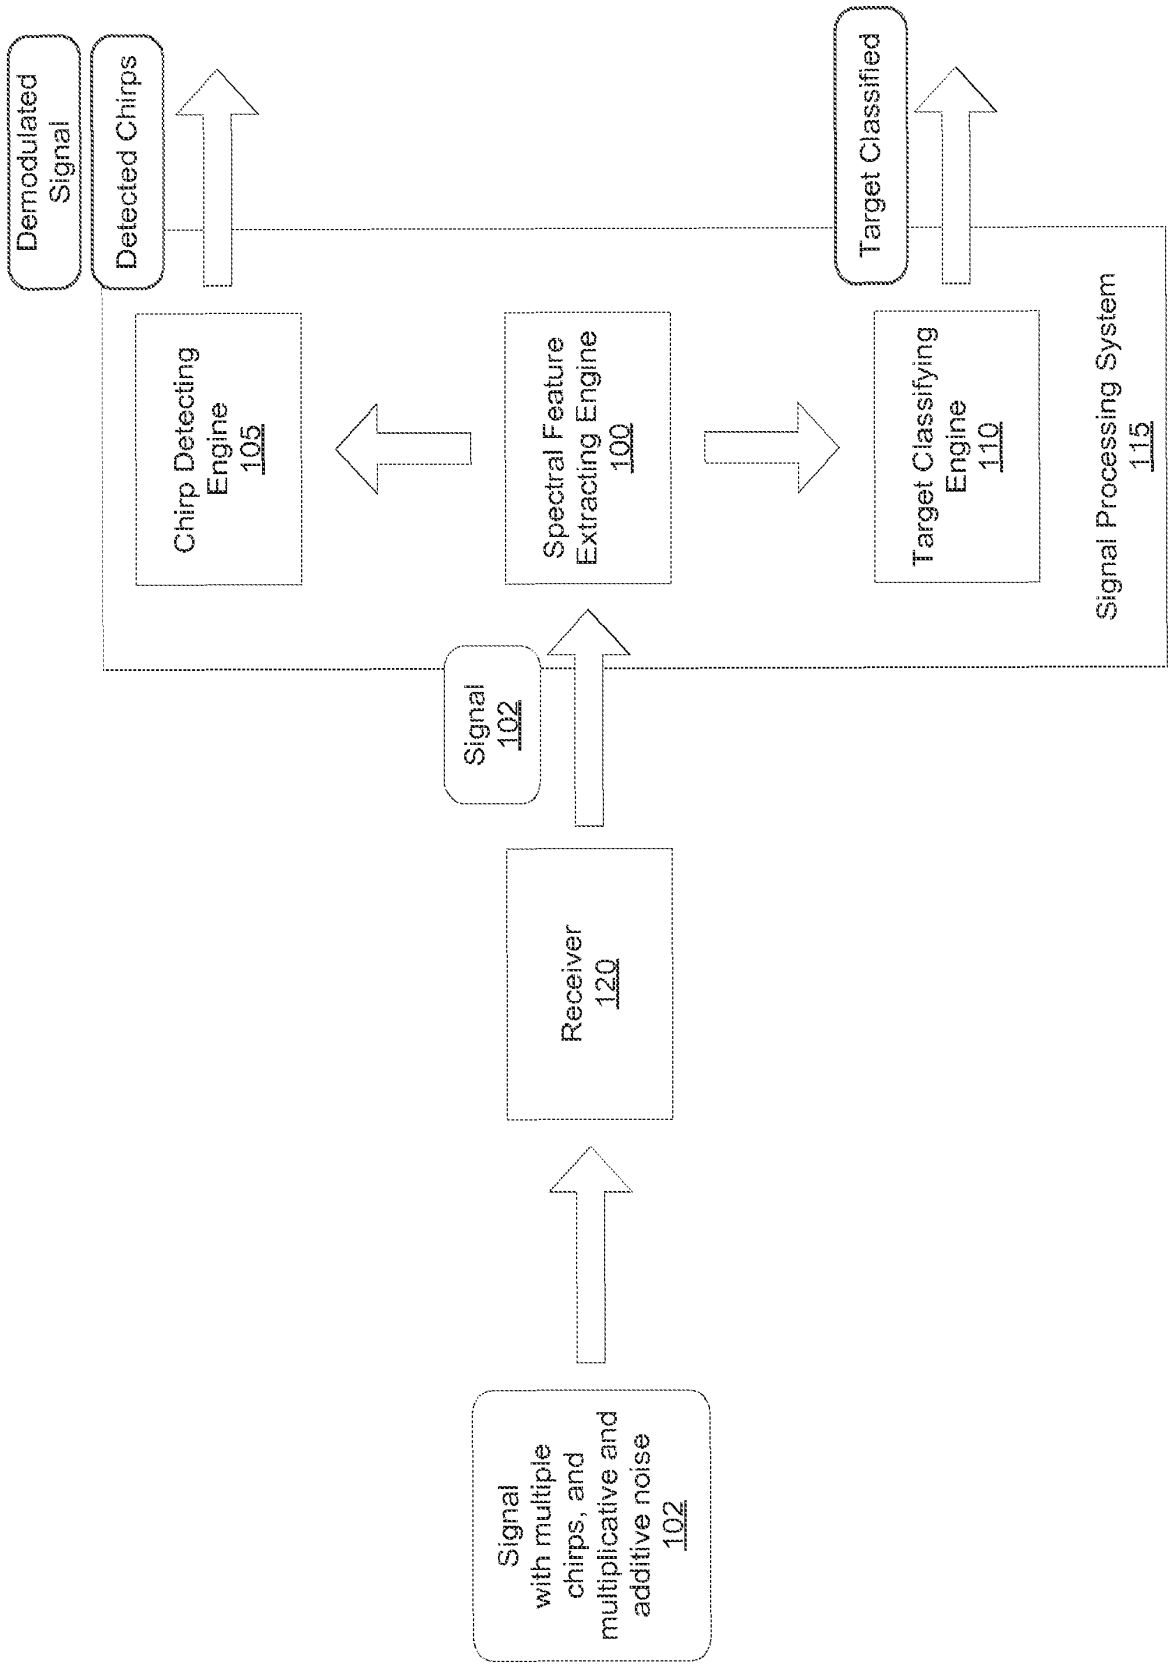 Signal
with multiple
chirps, and
multiplicative and
additive noise
102
Receiver
120
Signal
102
Chirp Detecting
Engine
105
Spectral Feature
Extracting Engine
100
Target Classifying
Engine
110
Signal Processing System
115
Demodulated
Signal
Detected Chirps
Target Classified